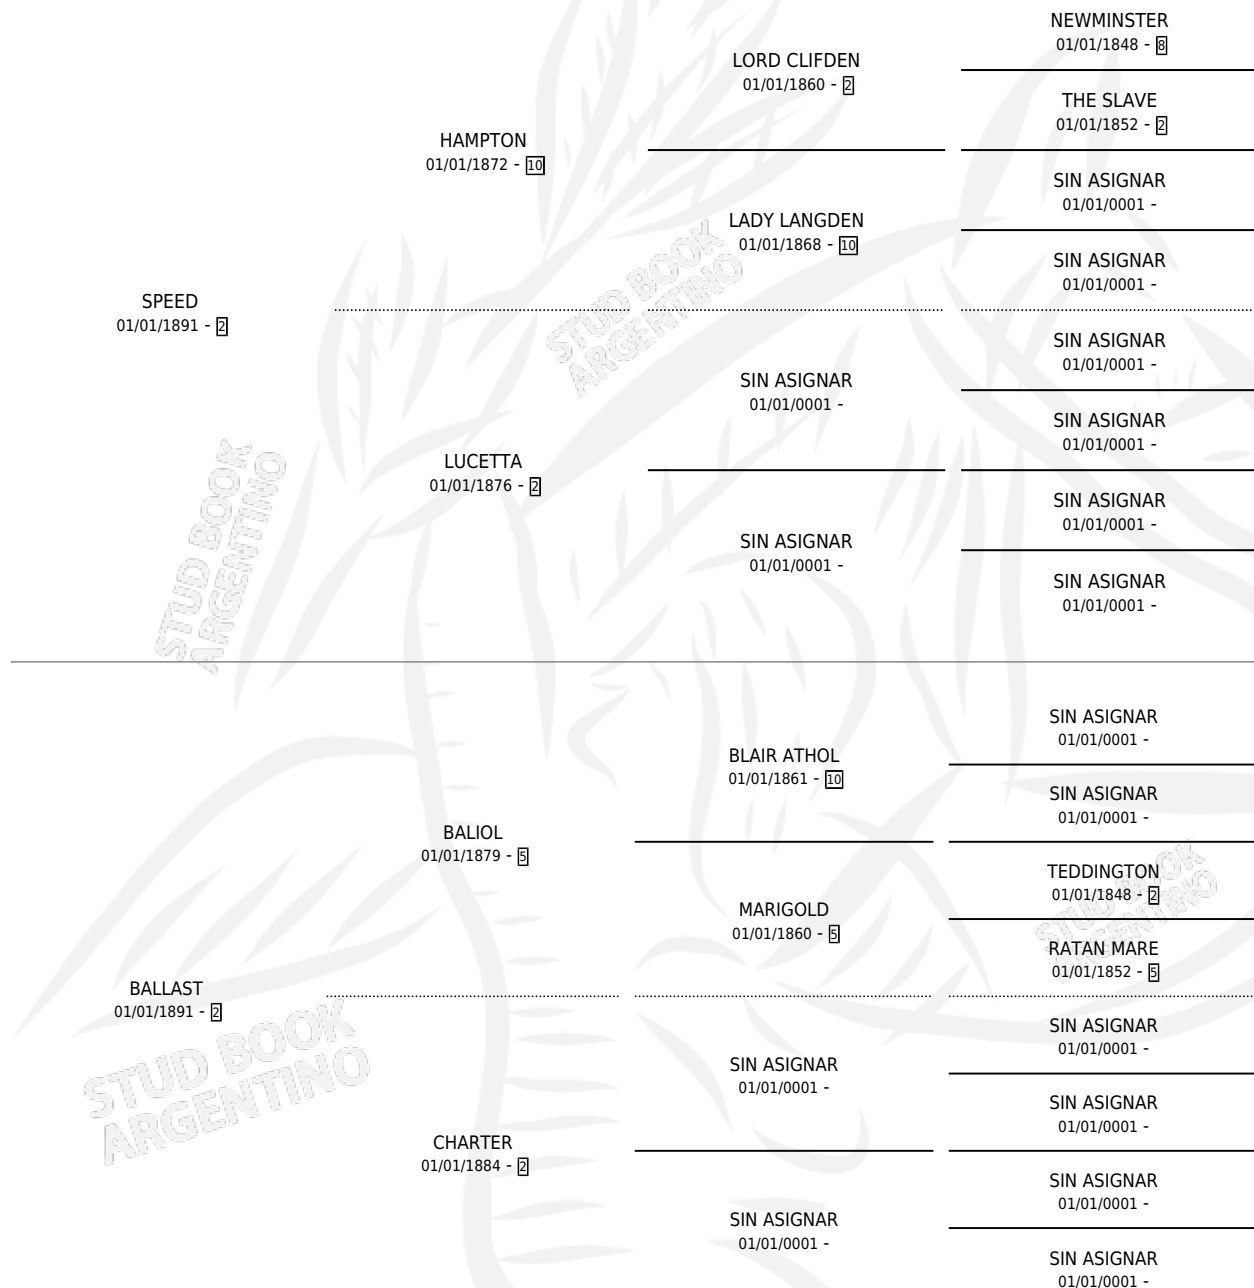 NEWMINSTER
01/01/1848 - 8
LORD CLIFDEN
01/01/1860 - 2
THE SLAVE
01/01/1852 - 2
HAMPTON
01/01/1872 - 10
SIN ASIGNAR
01/01/0001 -
LADY LANGDEN
01/01/1868 - 10
SIN ASIGNAR
01/01/0001 -
SPEED
01/01/1891 - 2
SIN ASIGNAR
01/01/0001 -
SIN ASIGNAR
01/01/0001 -
SIN ASIGNAR
01/01/0001 -
LUCETTA
01/01/1876 - 2
SIN ASIGNAR
01/01/0001 -
SIN ASIGNAR
01/01/0001 -
SIN ASIGNAR
01/01/0001 -
STUD BOOK
ARGENTINO
STUD BOOK
ARGENTINO
SIN ASIGNAR
01/01/0001 -
BLAIR ATHOL
01/01/1861 - 10
SIN ASIGNAR
01/01/0001 -
BALIOL
01/01/1879 - 5
TEDDINGTON
01/01/1848 - 2
MARIGOLD
01/01/1860 - 5
RATAN MARE
01/01/1852 - 5
BALLAST
01/01/1891 - 2
SIN ASIGNAR
01/01/0001 -
SIN ASIGNAR
01/01/0001 -
SIN ASIGNAR
01/01/0001 -
CHARTER
01/01/1884 - 2
SIN ASIGNAR
01/01/0001 -
SIN ASIGNAR
01/01/0001 -
SIN ASIGNAR
01/01/0001 -
STUD BOOK
ARGENTINO
STUD BOOK
ARGENTINO